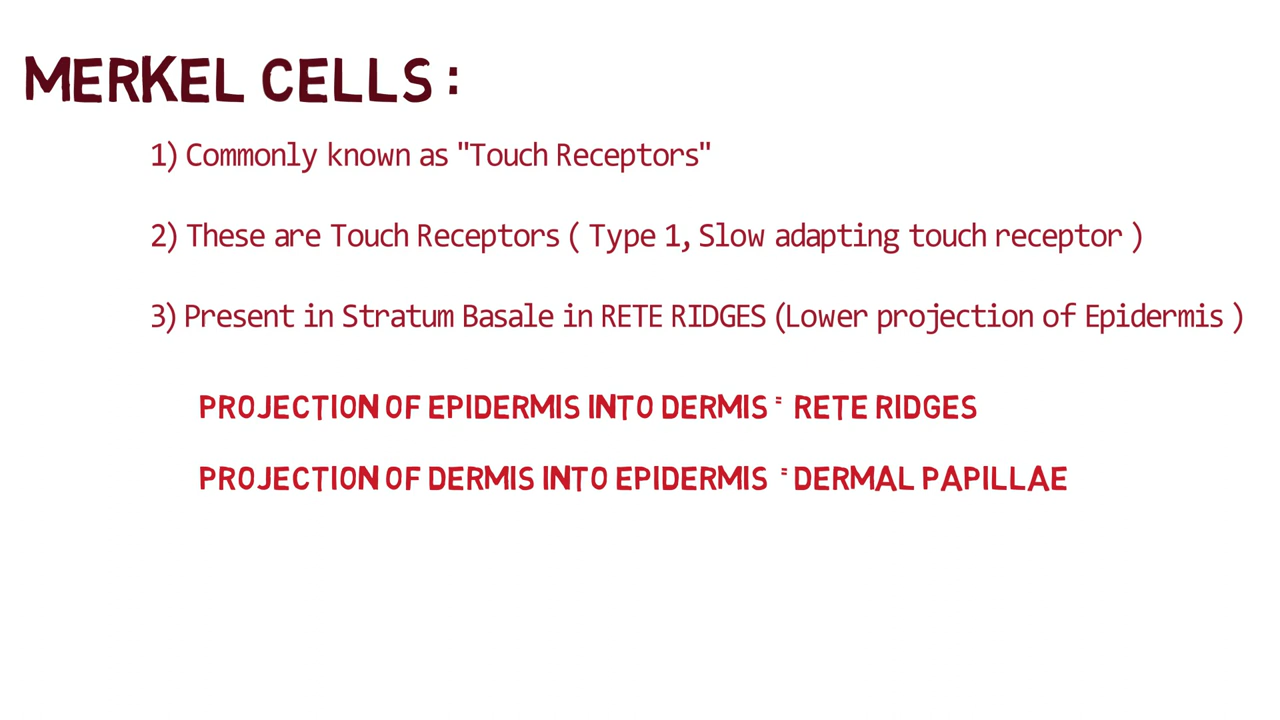 MERKEL CELLS :
1) Commonly known as "Touch Receptors"
2) These are Touch Receptors ( Type 1, Slow adapting touch receptor )
3) Present in Stratum Basale in RETE RIDGES (Lower projection of Epidermis )
PROJECTION OF EPIDERMIS INTO DERMIS = RETE RIDGES
PROJECTION OF DERMIS INTO EPIDERMIS = DERMAL PAPILLAE